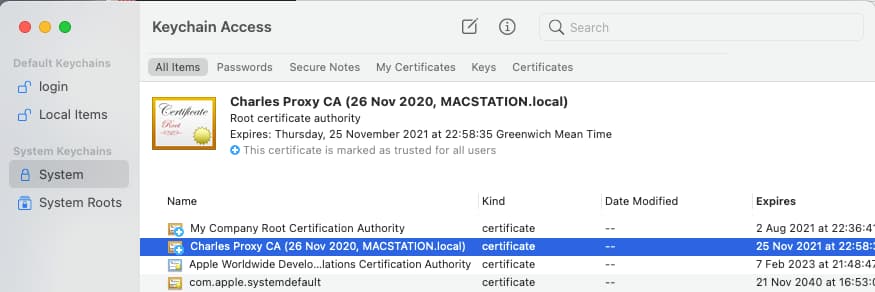 Keychain Access
Search
Default Keychains
login
Local Items
System Keychains
System
System Roots
All Items Passwords Secure Notes My Certificates Keys Certificates
Certificate
Root
Charles Proxy CA (26 Nov 2020, MACSTATION.local)
Root certificate authority
Expires: Thursday, 25 November 2021 at 22:58:35 Greenwich Mean Time
This certificate is marked as trusted for all users
Name Kind Date Modified Expires
My Company Root Certification Authority certificate -- 2 Aug 2021 at 22:36:4
Charles Proxy CA (26 Nov 2020, MACSTATION.local) certificate -- 25 Nov 2021 at 22:58:
Apple Worldwide Develo...lations Certification Authority certificate -- 7 Feb 2023 at 21:48:4
com.apple.systemdefault certificate -- 21 Nov 2040 at 16:53:0